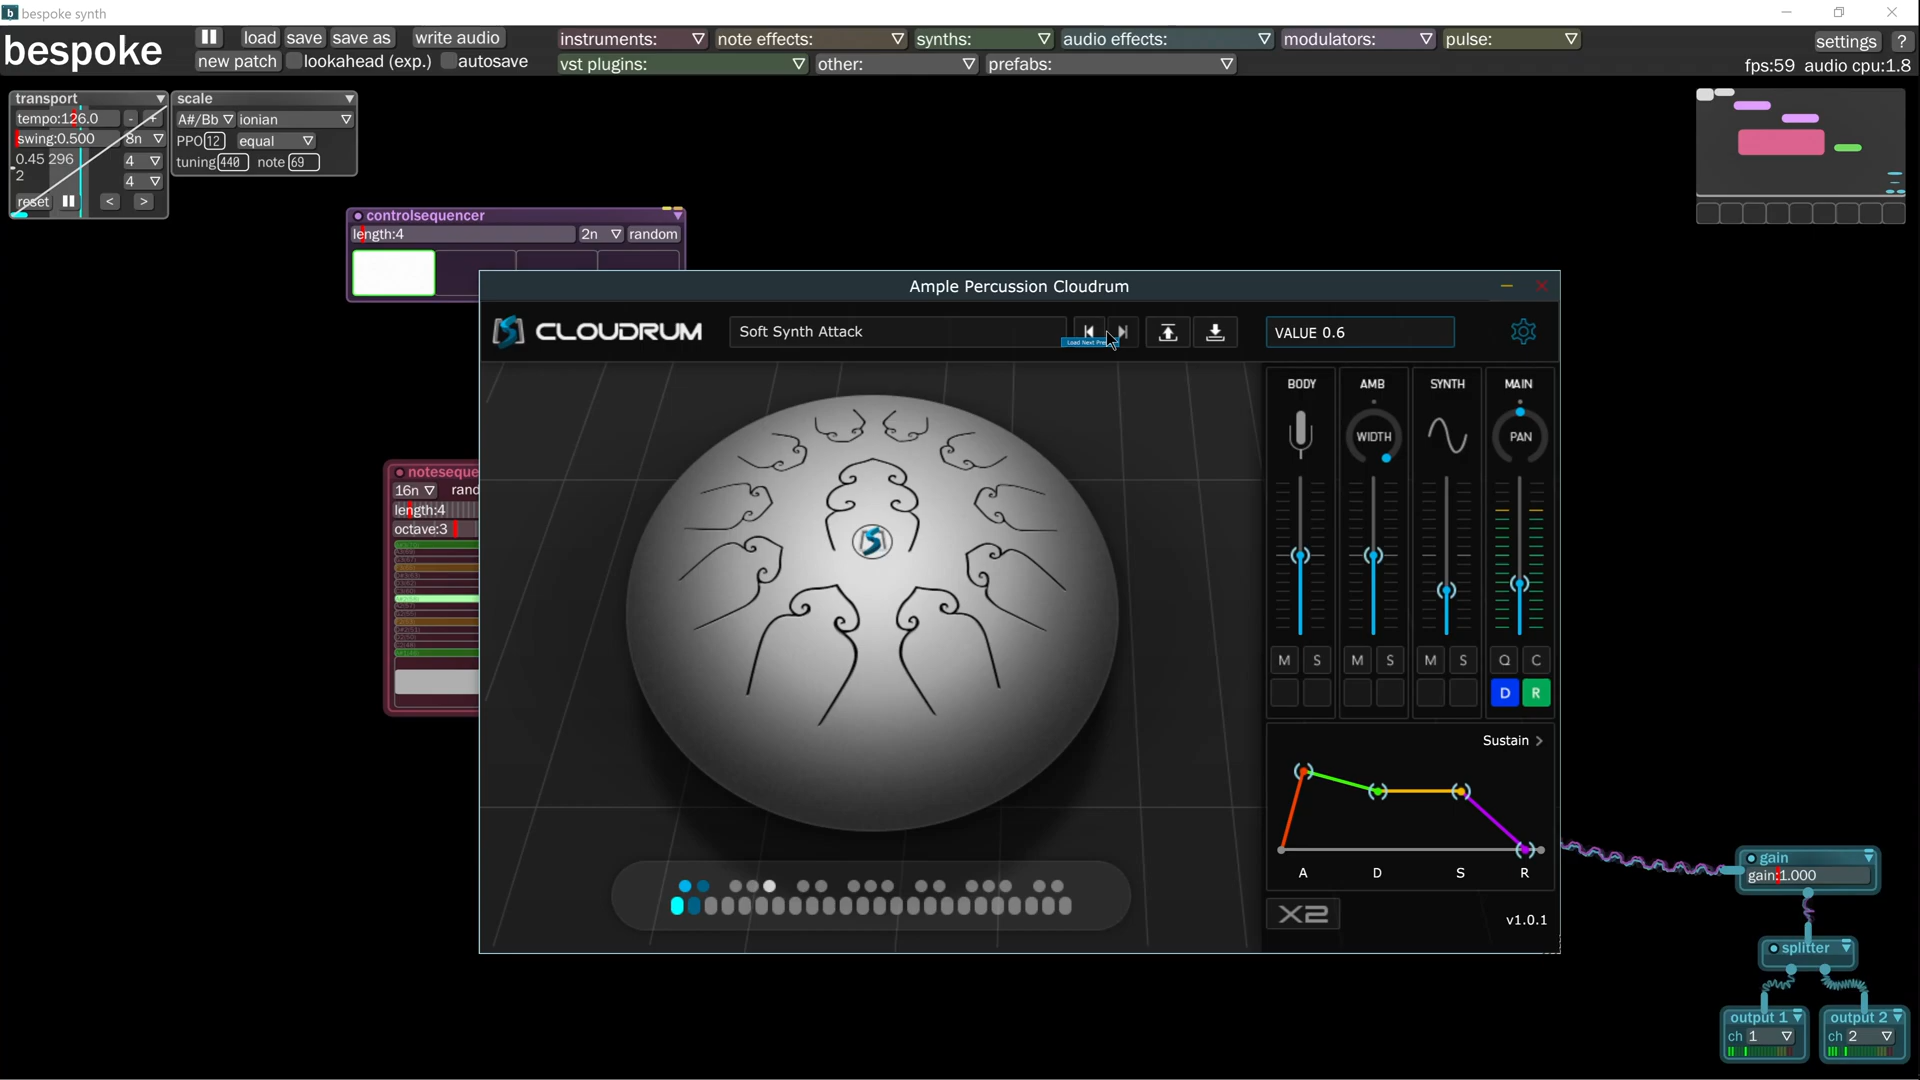 bespoke synth
bespoke
load save save as write audio
new patch lookahead (exp.) autosave
instruments: note effects: synths: audio effects: modulators: pulse:
vst plugins: other: prefabs:
settings ?
fps:59 audio cpu:1.8
transport
tempo:126.0 - +
swing:0.500 8n
0.45 296 4
2
4
reset < >
scale
A#/Bb ionian
PPO 12 equal
tuning 440 note 69
controlsequencer
length:4 2n random
noteseque
16n rand
length:4
octave:3
Ample Percussion Cloudrum
CLOUDRUM
Soft Synth Attack
VALUE 0.6
BODY AMB SYNTH MAIN
WIDTH PAN
M S M S M S Q C
D R
Sustain >
A D S R
X2 v1.0.1
gain
gain:1.000
splitter
output 1 output 2
ch 1 ch 2